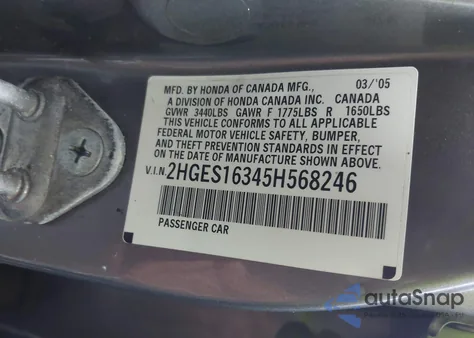 MFD. BY HONDA OF CANADA MFG., 03/'05
A DIVISION OF HONDA CANADA INC. CANADA
GVWR 3440LBS GAWR F 1775LBS R 1650LBS
THIS VEHICLE CONFORMS TO ALL APPLICABLE
FEDERAL MOTOR VEHICLE SAFETY, BUMPER,
AND THEFT PREVENTION STANDARDS IN EFFECT
ON THE DATE OF MANUFACTURE SHOWN ABOVE.
V.I.N. 2HGES16345H568246
PASSENGER CAR
autoSnap